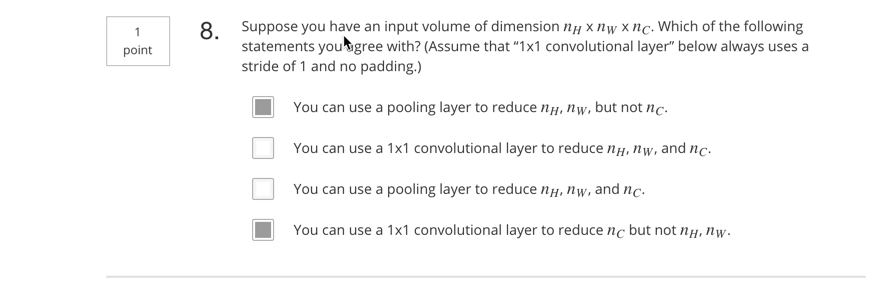 1
point
8.
Suppose you have an input volume of dimension n_H x n_W x n_C. Which of the following
statements you agree with? (Assume that “1x1 convolutional layer” below always uses a
stride of 1 and no padding.)
You can use a pooling layer to reduce n_H, n_W, but not n_C.
You can use a 1x1 convolutional layer to reduce n_H, n_W, and n_C.
You can use a pooling layer to reduce n_H, n_W, and n_C.
You can use a 1x1 convolutional layer to reduce n_C but not n_H, n_W.